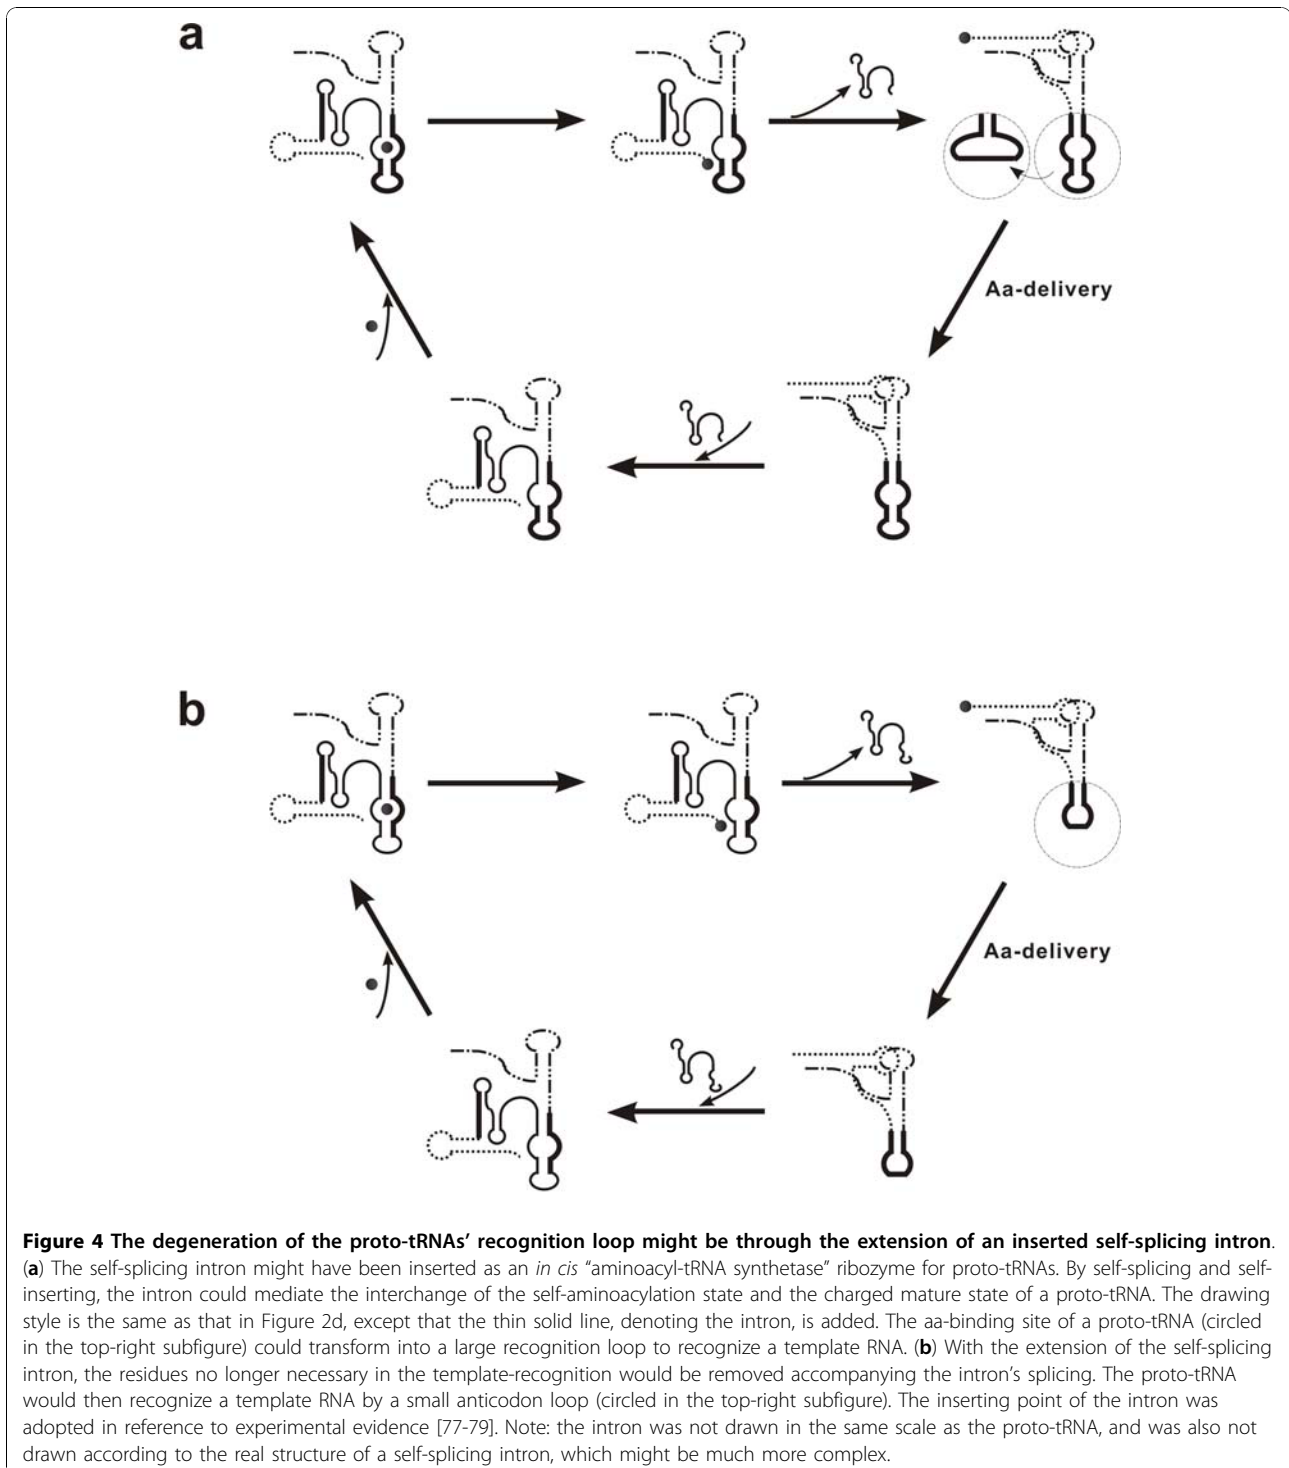 a
Aa-delivery
b
Aa-delivery
Figure 4 The degeneration of the proto-tRNAs' recognition loop might be through the extension of an inserted self-splicing intron.
(a) The self-splicing intron might have been inserted as an in cis “aminoacyl-tRNA synthetase” ribozyme for proto-tRNAs. By self-splicing and self-
inserting, the intron could mediate the interchange of the self-aminoacylation state and the charged mature state of a proto-tRNA. The drawing
style is the same as that in Figure 2d, except that the thin solid line, denoting the intron, is added. The aa-binding site of a proto-tRNA (circled
in the top-right subfigure) could transform into a large recognition loop to recognize a template RNA. (b) With the extension of the self-splicing
intron, the residues no longer necessary in the template-recognition would be removed accompanying the intron's splicing. The proto-tRNA
would then recognize a template RNA by a small anticodon loop (circled in the top-right subfigure). The inserting point of the intron was
adopted in reference to experimental evidence [77-79]. Note: the intron was not drawn in the same scale as the proto-tRNA, and was also not
drawn according to the real structure of a self-splicing intron, which might be much more complex.